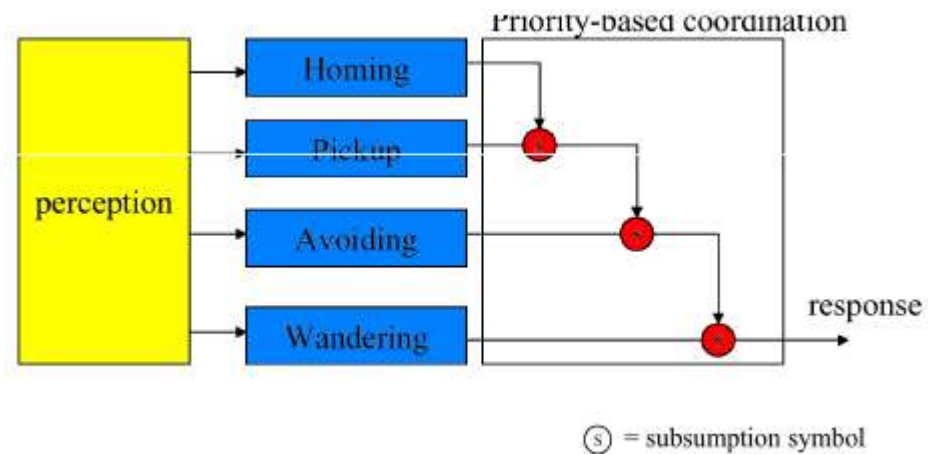 Priority-based coordination
Homing
Pickup
perception
Avoiding
Wandering
response
s = subsumption symbol